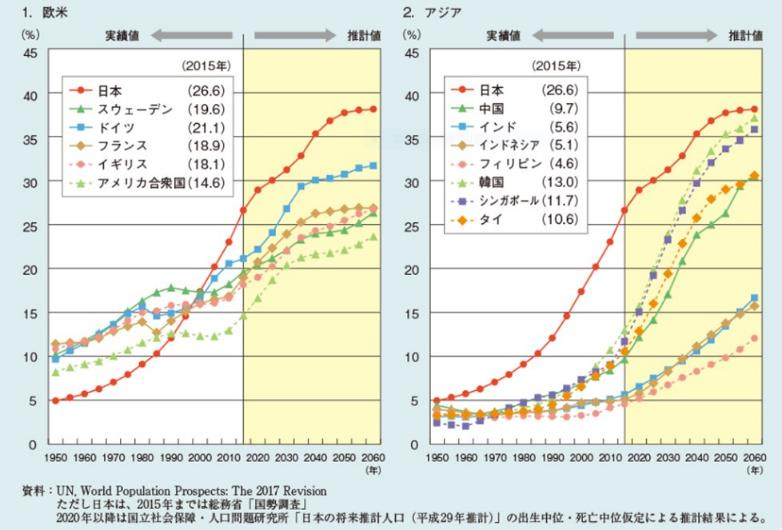 1. 欧米
(%)
実績値
推計値
(2015年)
日本 (26.6)
スウェーデン (19.6)
ドイツ (21.1)
フランス (18.9)
イギリス (18.1)
アメリカ合衆国 (14.6)
45
40
35
30
25
20
15
10
5
0
1950 1960 1970 1980 1990 2000 2010 2020 2030 2040 2050 2060
(年)
2. アジア
(%)
実績値
推計値
(2015年)
日本 (26.6)
中国 (9.7)
インド (5.6)
インドネシア (5.1)
フィリピン (4.6)
韓国 (13.0)
シンガポール (11.7)
タイ (10.6)
45
40
35
30
25
20
15
10
5
0
1950 1960 1970 1980 1990 2000 2010 2020 2030 2040 2050 2060
(年)
資料：UN, World Population Prospects: The 2017 Revision
ただし日本は、2015年までは総務省「国勢調査」
2020年以降は国立社会保障・人口問題研究所「日本の将来推計人口（平成29年推計）」の出生中位・死亡中位仮定による推計結果による。